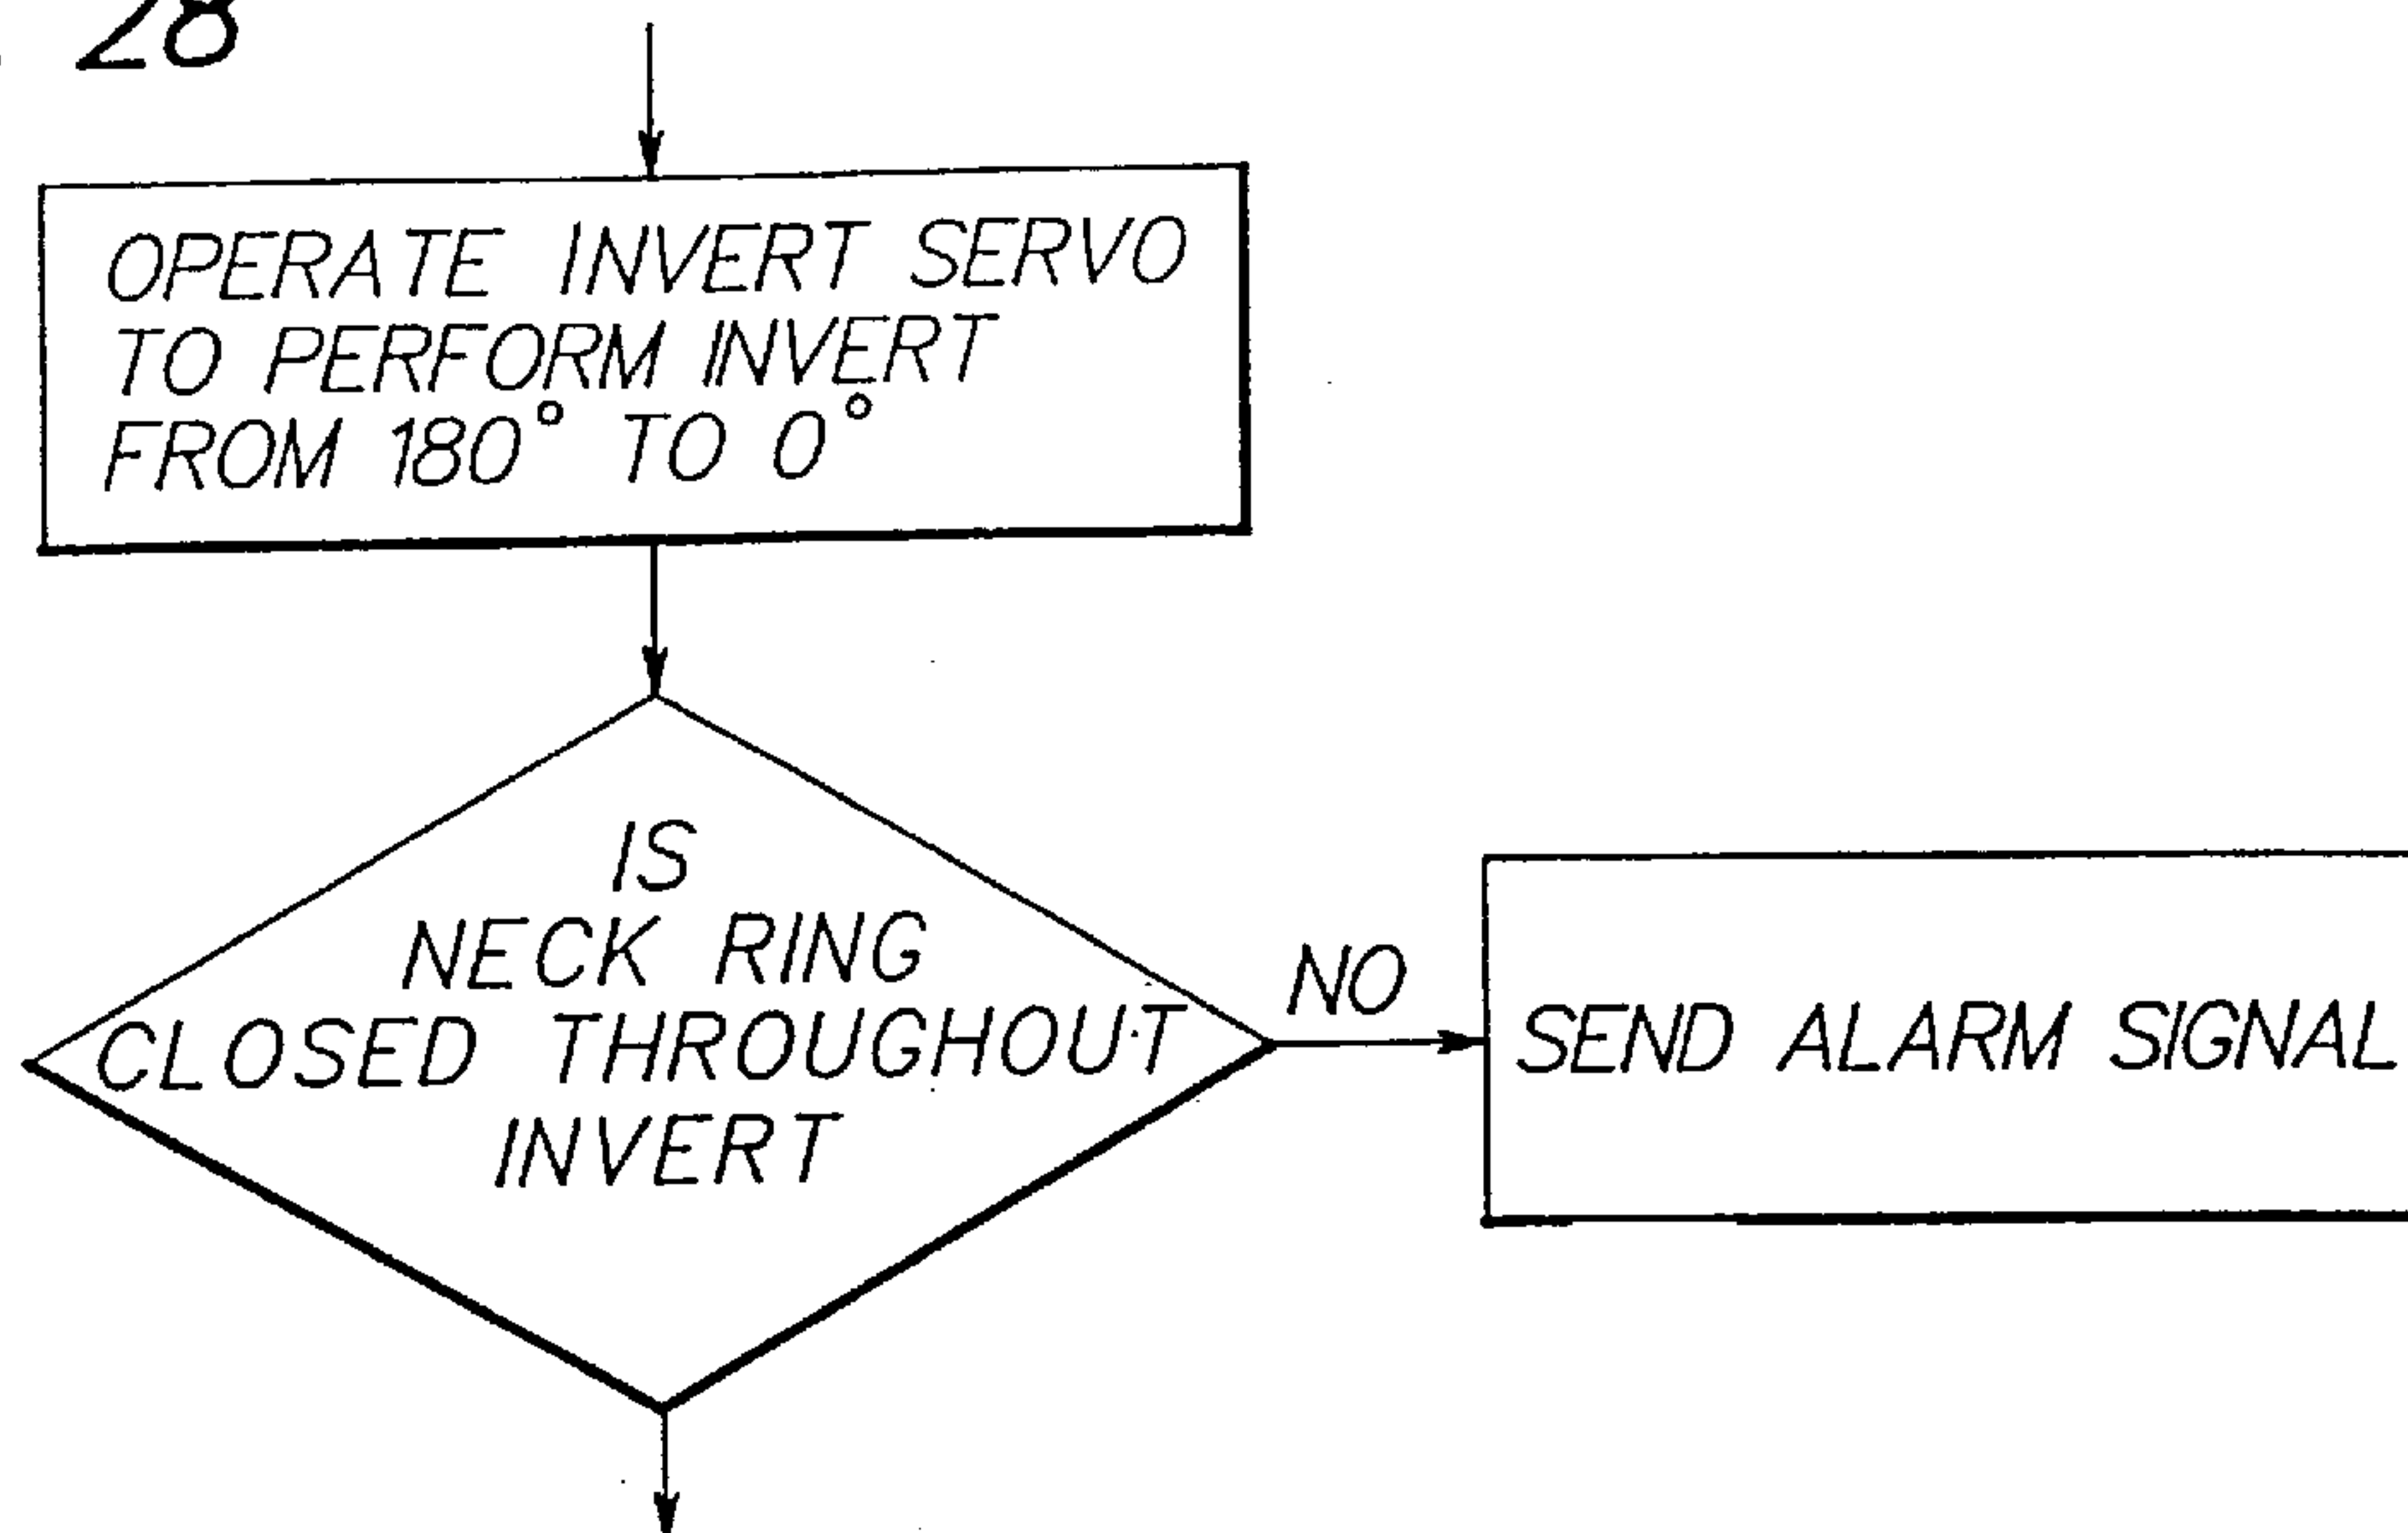 28
OPERATE INVERT SERVO
TO PERFORM INVERT
FROM 180° TO 0°
IS
NECK RING
CLOSED THROUGHOUT
INVERT
NO
SEND ALARM SIGNAL